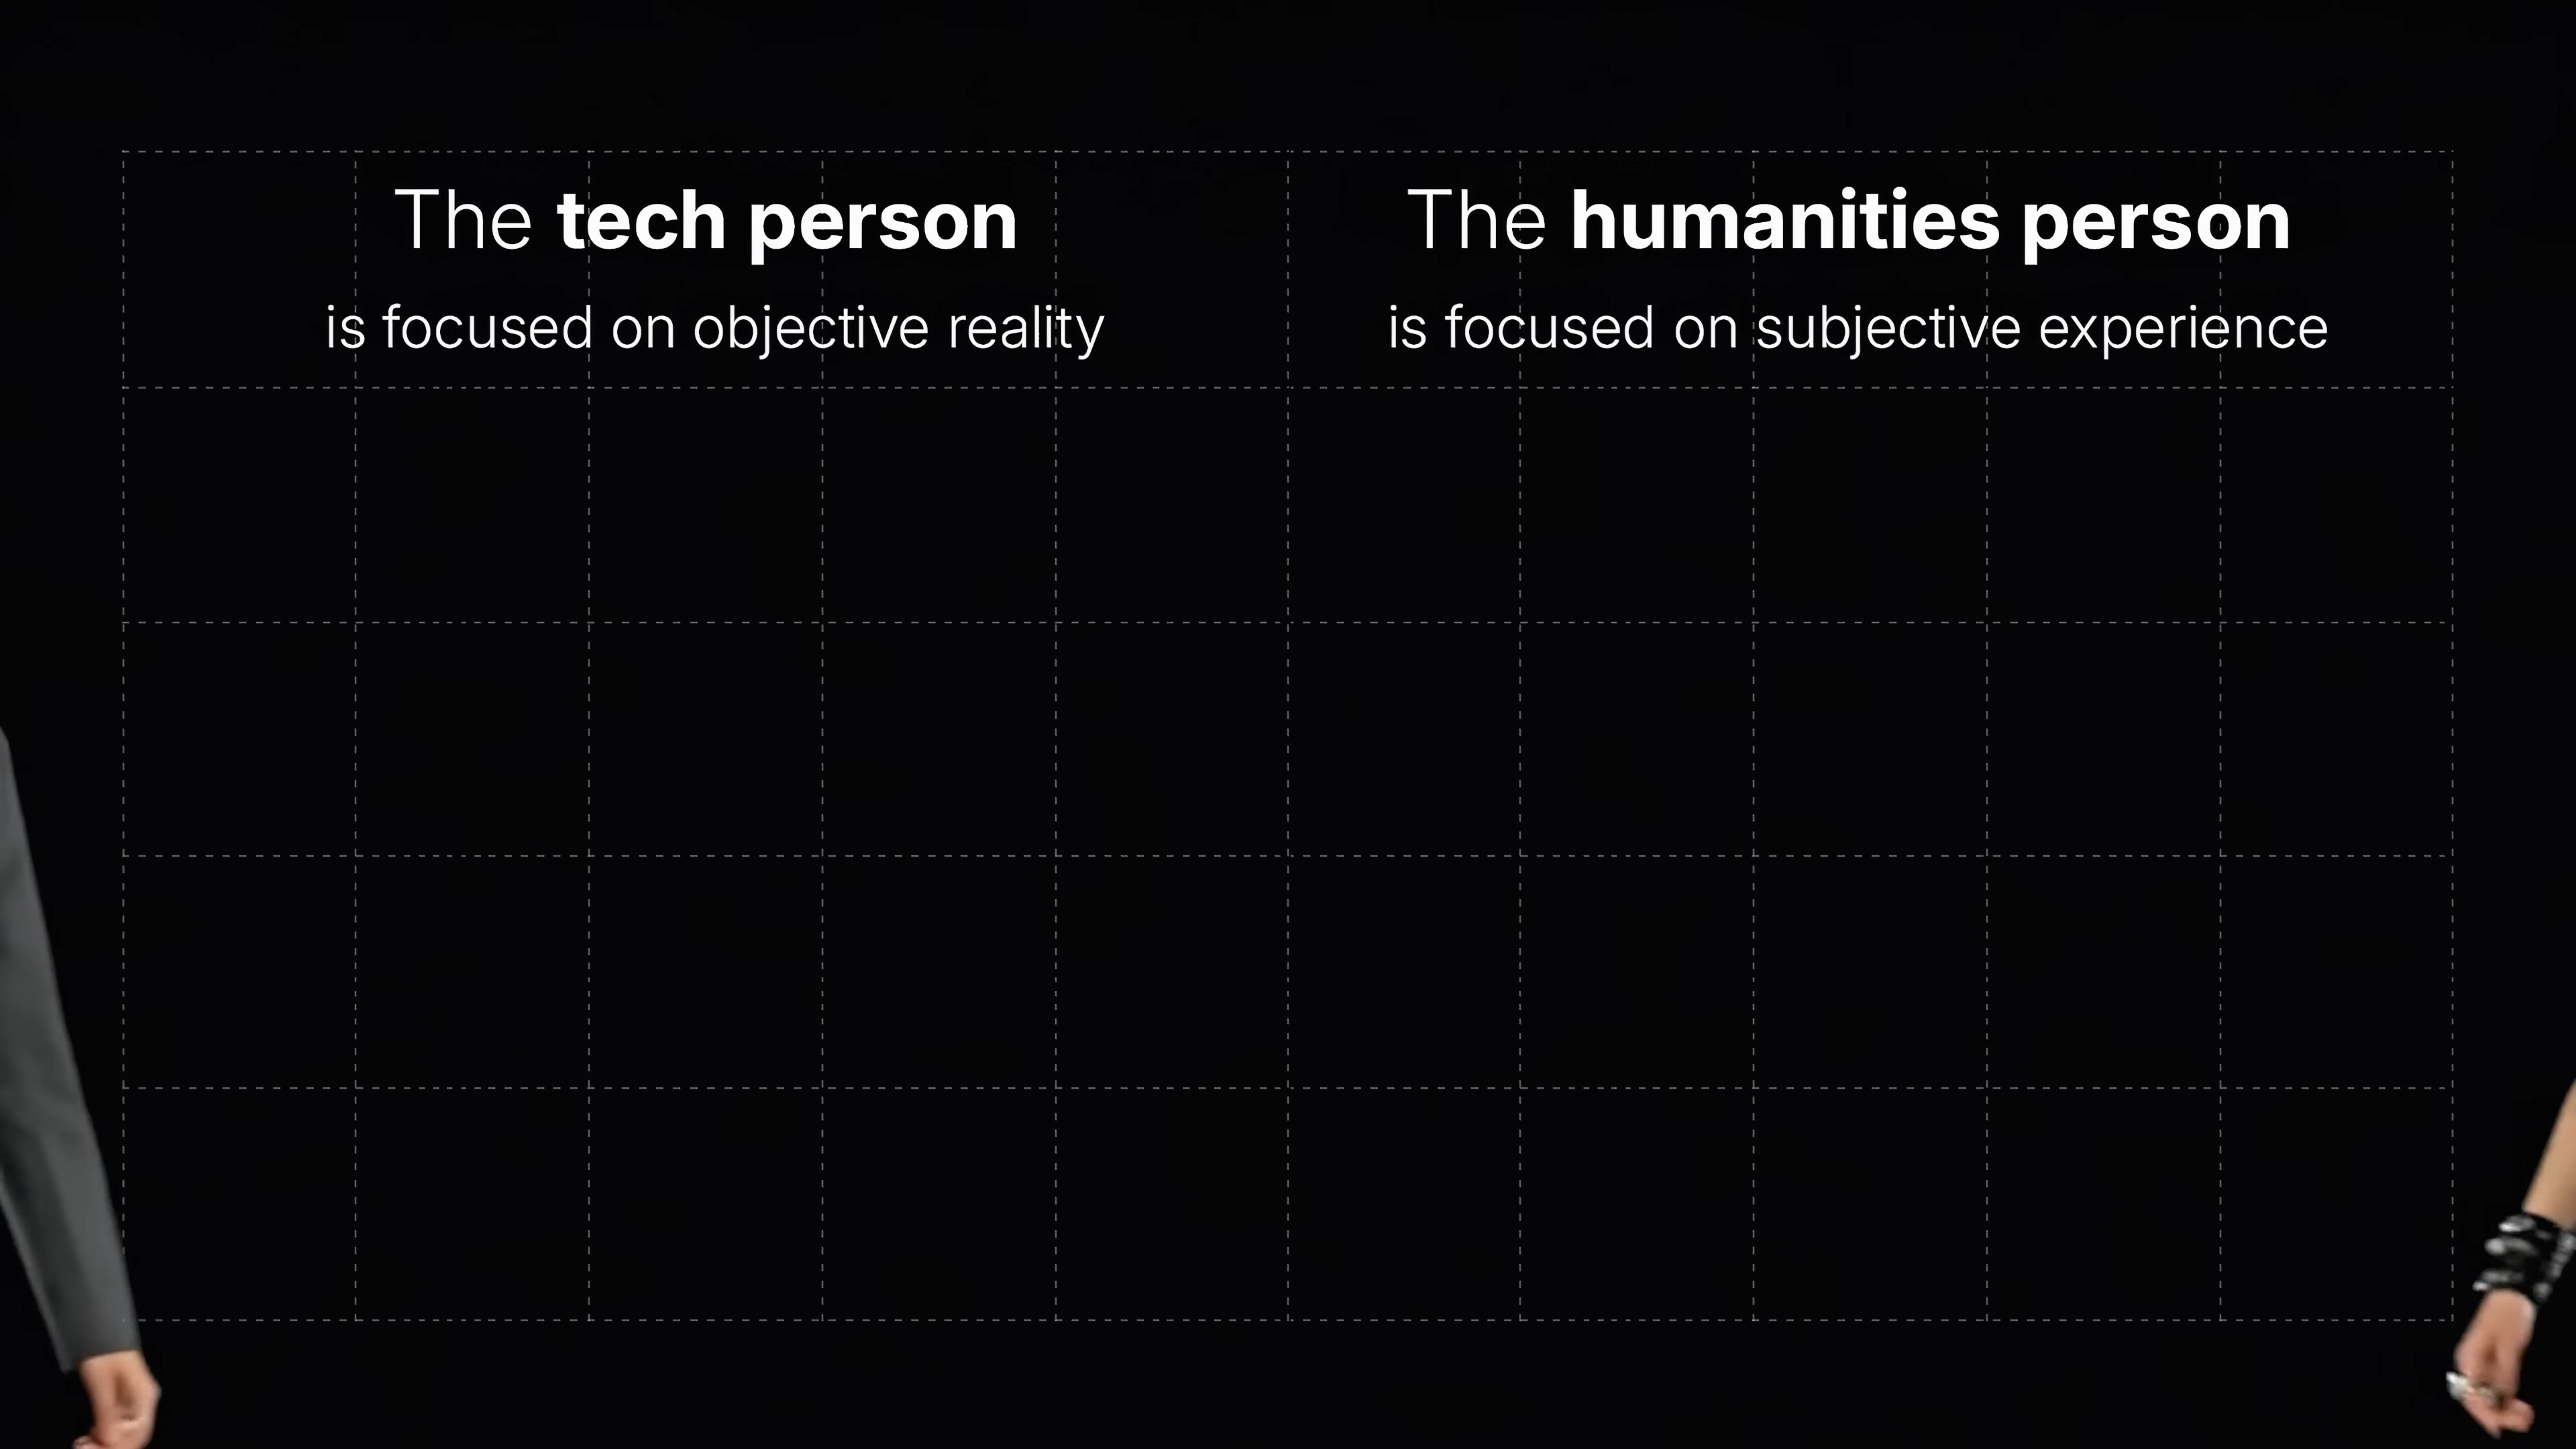 The tech person
is focused on objective reality
The humanities person
is focused on subjective experience